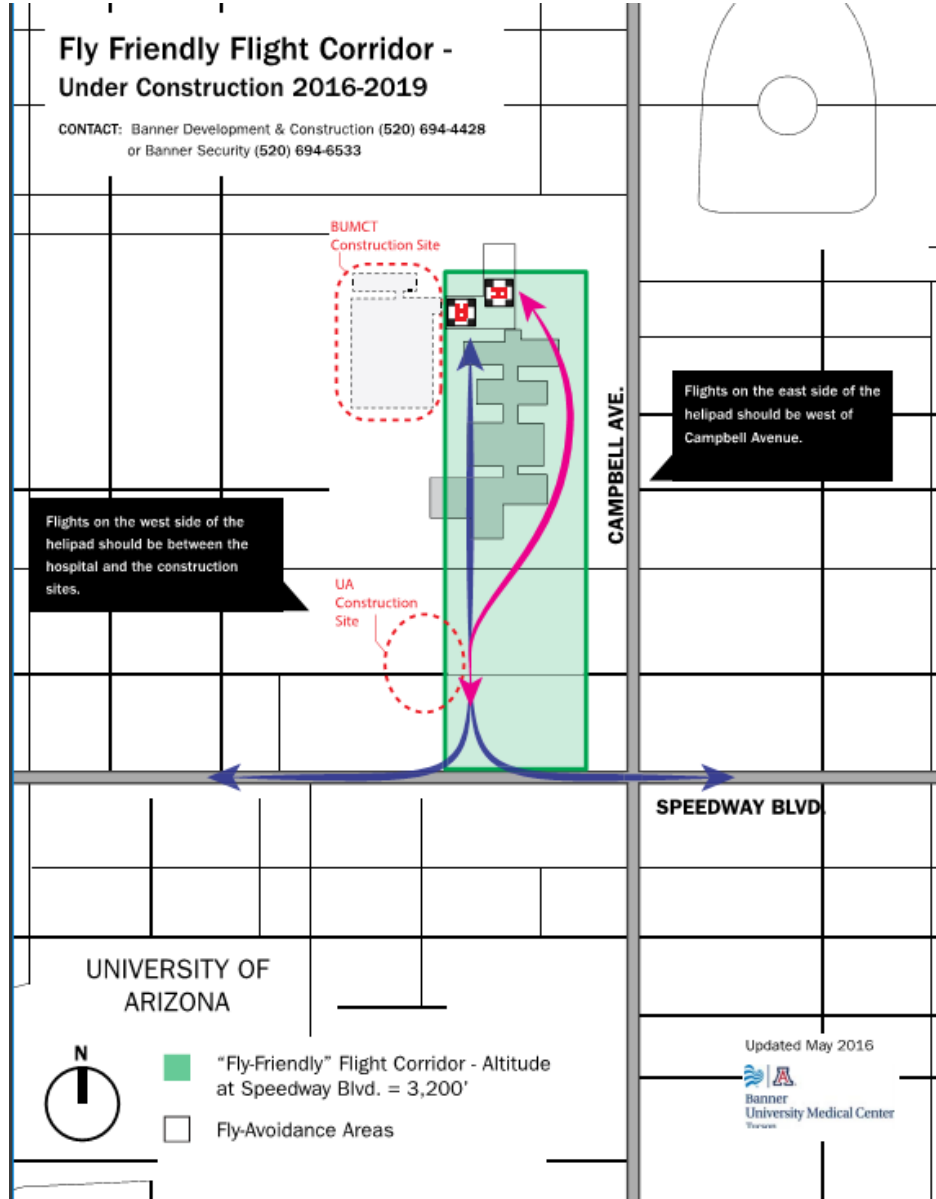 Fly Friendly Flight Corridor -
Under Construction 2016-2019
CONTACT: Banner Development & Construction (520) 694-4428
or Banner Security (520) 694-6533
BUMCT
Construction Site
Flights on the east side of the
helipad should be west of
Campbell Avenue.
CAMPBELL AVE.
Flights on the west side of the
helipad should be between the
hospital and the construction
sites.
UA
Construction
Site
SPEEDWAY BLVD.
UNIVERSITY OF
ARIZONA
N
"Fly-Friendly" Flight Corridor - Altitude
at Speedway Blvd. = 3,200'
Fly-Avoidance Areas
Updated May 2016
A
Banner
University Medical Center
Tucson
H
H